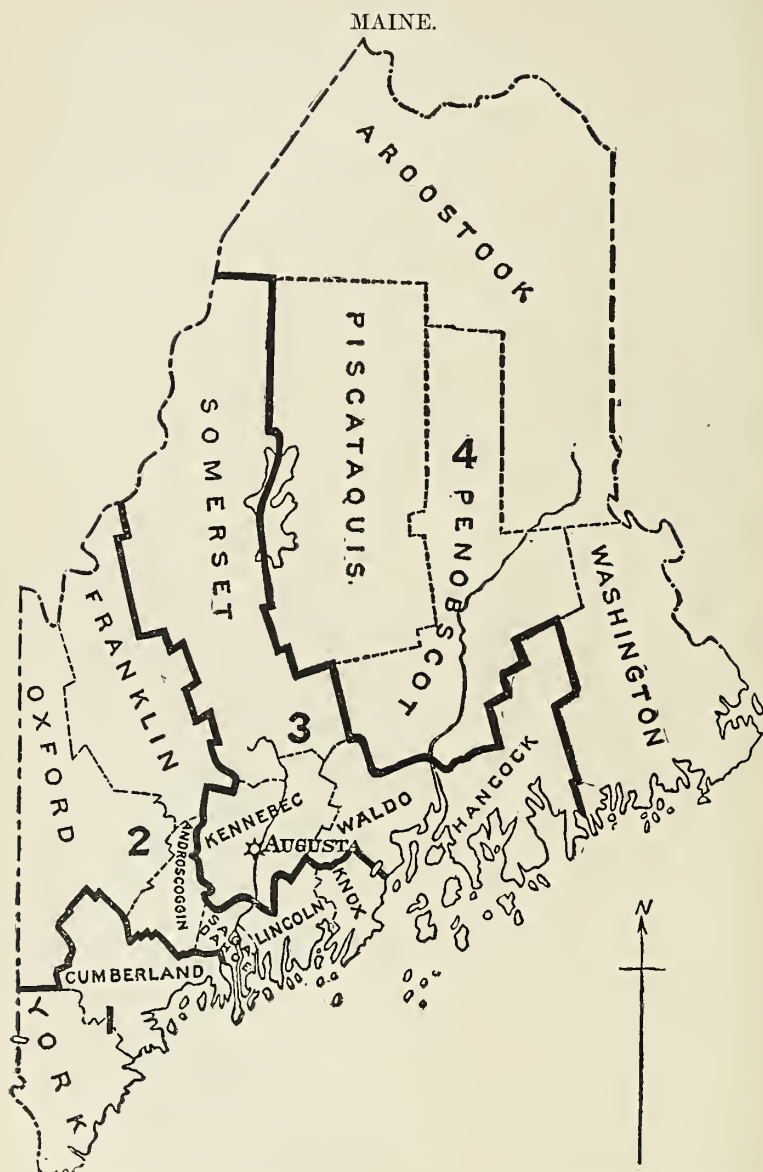 MAINE.
AROOSTOOK
PISCATAQUIS.
SOMERSET
4
PENOBSCOT
WASHINGTON
FRANKLIN
OXFORD
3
HANCOCK
KENNEBEC
WALDO
2
ANDROSCOGGIN
AUGUSTA
KNOX
LINCOLN
CUMBERLAND
1
YORK
N